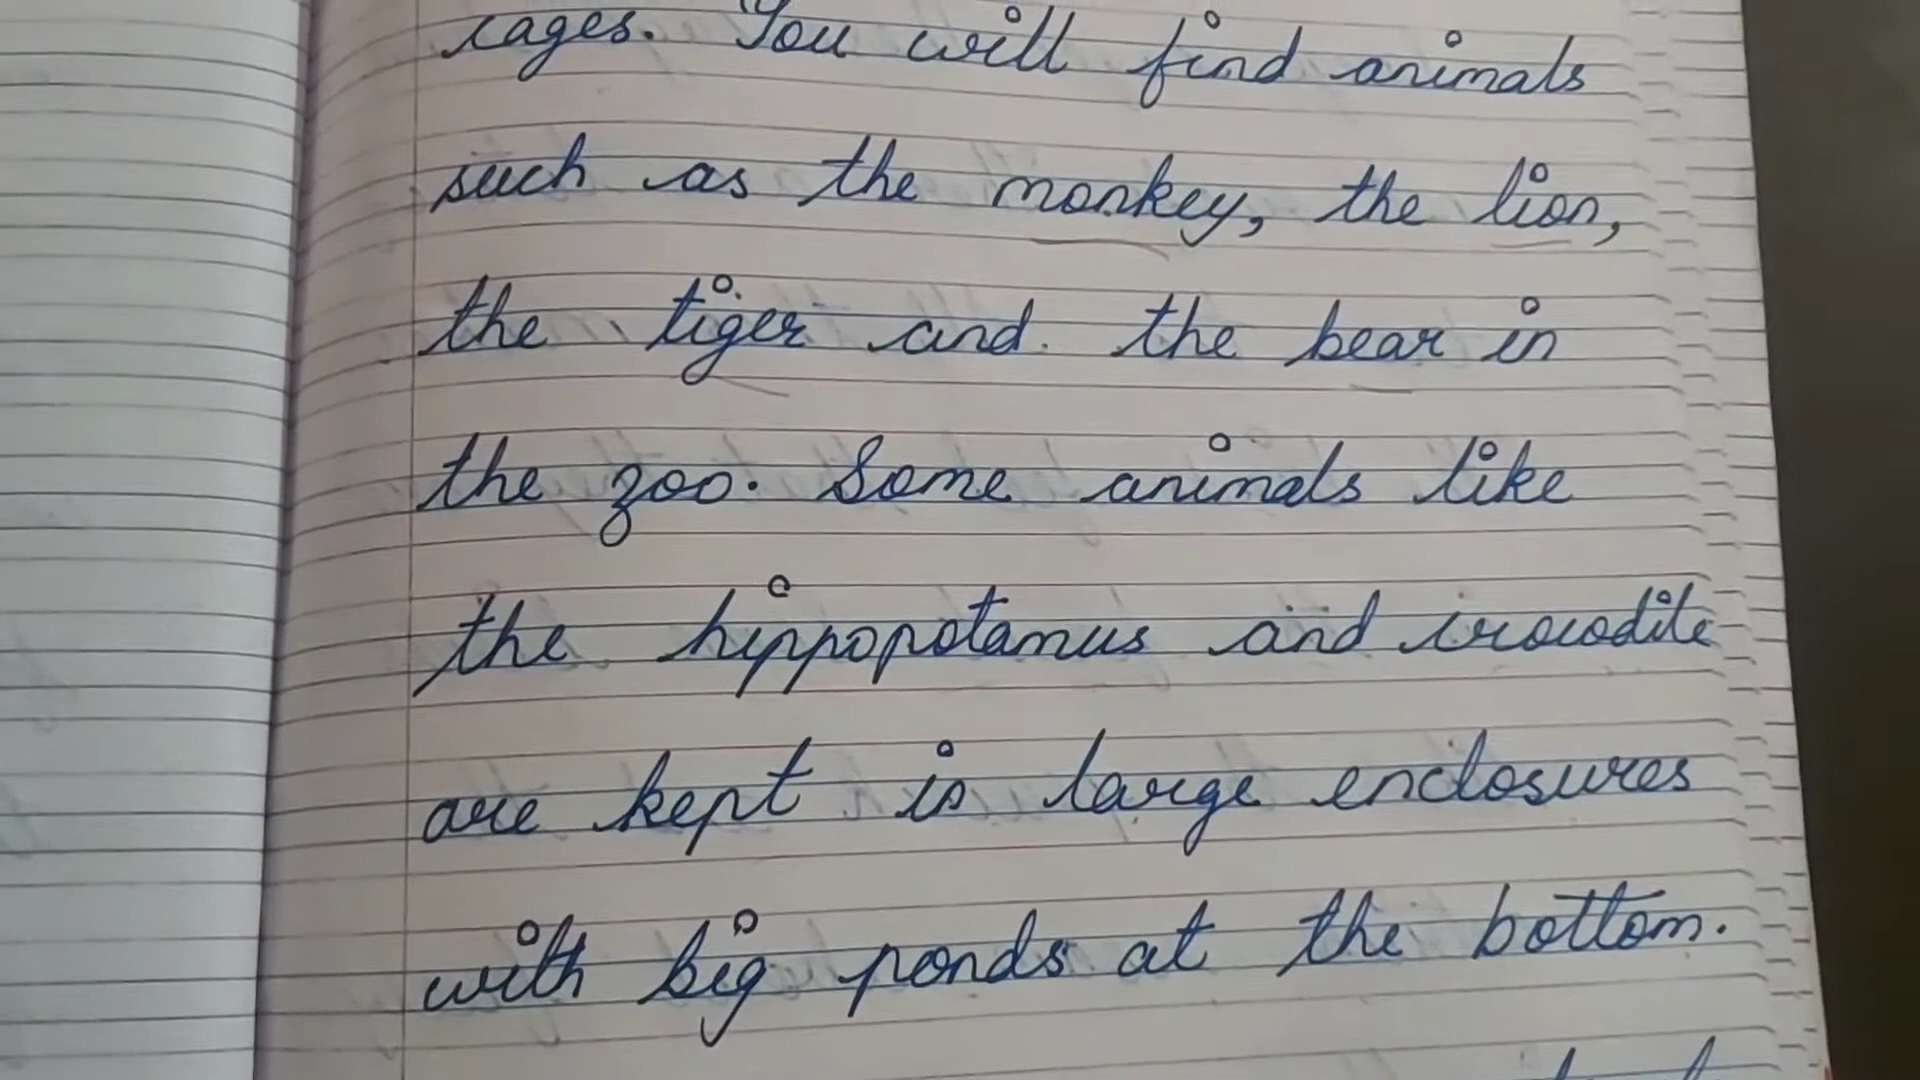 cages. You will find animals
such as the monkey, the lion,
the tiger and the bear in
the zoo. Some animals like
the hippopotamus and crocodile
are kept in large enclosures
with big ponds at the bottom.